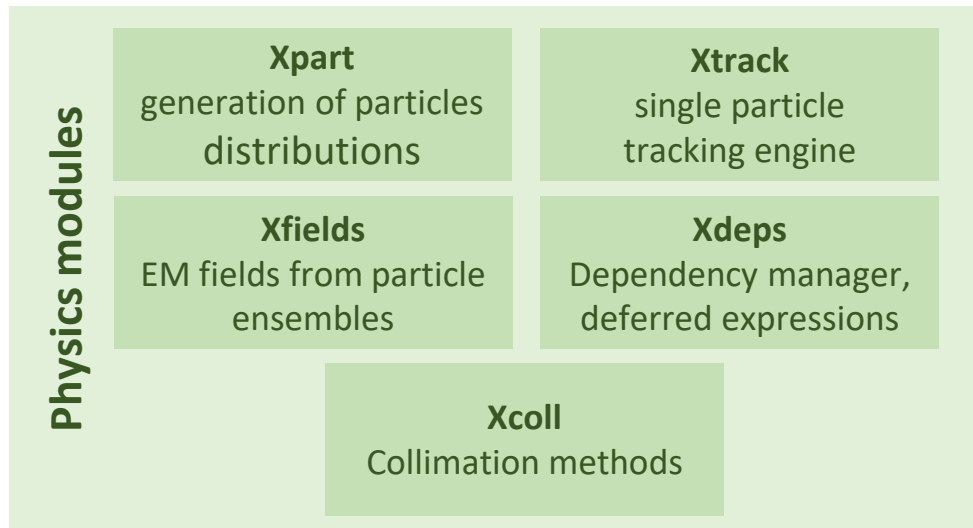 Physics modules
Xpart
generation of particles
distributions
Xtrack
single particle
tracking engine
Xfields
EM fields from particle
ensembles
Xdeps
Dependency manager,
deferred expressions
Xcoll
Collimation methods